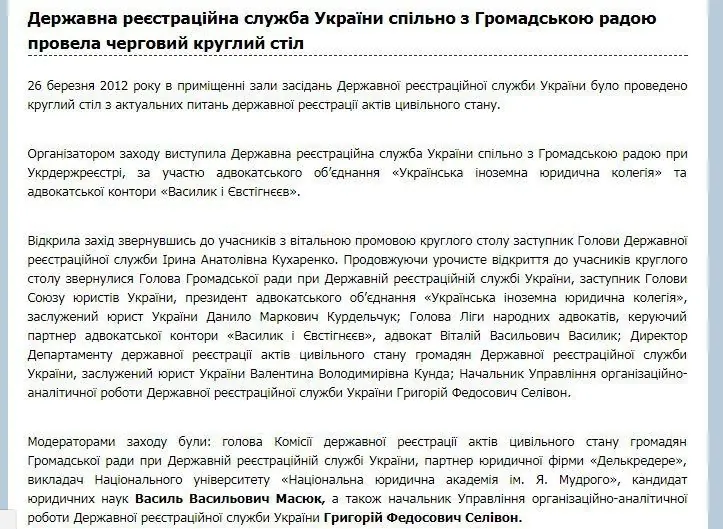 Державна реєстраційна служба України спільно з Громадською радою
провела черговий круглий стіл
26 березня 2012 року в приміщенні зали засідань Державної реєстраційної служби України було проведено
круглий стіл з актуальних питань державної реєстрації актів цивільного стану.
Організатором заходу виступила Державна реєстраційна служба України спільно з Громадською радою при
Укрдержреєстрі, за участю адвокатського об’єднання «Українська іноземна юридична колегія» та
адвокатської контори «Василик і Євстігнєєв».
Відкрила захід звернувшись до учасників з вітальною промовою круглого столу заступник Голови Державної
реєстраційної служби Ірина Анатолівна Кухаренко. Продовжуючи урочисте відкриття до учасників круглого
столу звернулися Голова Громадської ради при Державній реєстраційній службі України, заступник Голови
Союзу юристів України, президент адвокатського об’єднання «Українська іноземна юридична колегія»,
заслужений юрист України Данило Маркович Курдельчук; Голова Ліги народних адвокатів, керуючий
партнер адвокатської контори «Василик і Євстігнєєв», адвокат Віталій Васильович Василик; Директор
Департаменту державної реєстрації актів цивільного стану громадян Державної реєстраційної служби
України, заслужений юрист України Валентина Володимирівна Кунда; Начальник Управління організаційно-
аналітичної роботи Державної реєстраційної служби України Григорій Федосович Селівон.
Модераторами заходу були: голова Комісії державної реєстрації актів цивільного стану громадян
Громадської ради при Державній реєстраційній службі України, партнер юридичної фірми «Делькредере»,
викладач Національного університету «Національна юридична академія ім. Я. Мудрого», кандидат
юридичних наук Василь Васильович Масюк, а також начальник Управління організаційно-аналітичної
роботи Державної реєстраційної служби України Григорій Федосович Селівон.